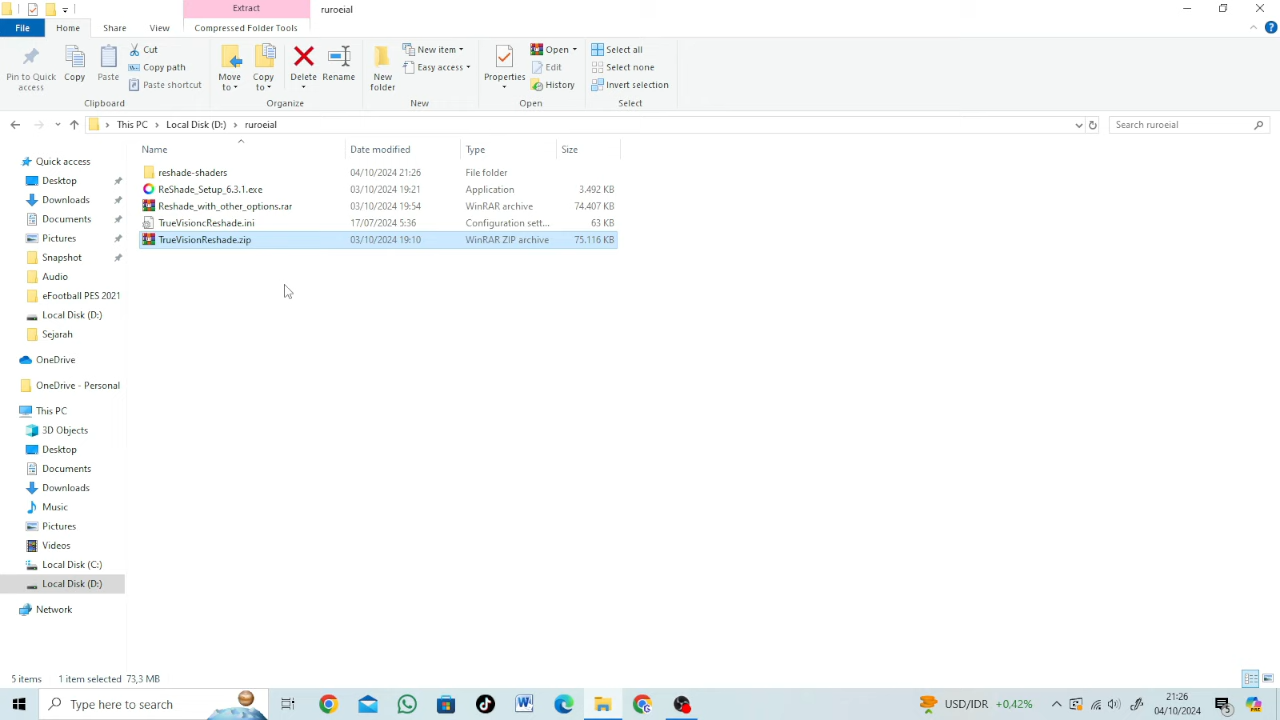 Extract
ruroeial
File
Home
Share
View
Compressed Folder Tools
Pin to Quick access
Copy
Paste
Cut
Copy path
Paste shortcut
Clipboard
Move to
Copy to
Delete
Rename
Organize
New folder
New item
Easy access
New
Properties
Open
Edit
History
Open
Select all
Select none
Invert selection
Select
This PC
Local Disk (D:)
ruroeial
Search ruroeial
Name
Date modified
Type
Size
reshade-shaders 04/10/2024 21:26 File folder
ReShade_Setup_6.3.1.exe 03/10/2024 19:21 Application 3.492 KB
Reshade_with_other_options.rar 03/10/2024 19:54 WinRAR archive 74.407 KB
TrueVisioncReshade.ini 17/07/2024 5:36 Configuration sett... 63 KB
TrueVisionReshade.zip 03/10/2024 19:10 WinRAR ZIP archive 75.116 KB
Quick access
Desktop
Downloads
Documents
Pictures
Snapshot
Audio
eFootball PES 2021
Local Disk (D:)
Sejarah
OneDrive
OneDrive - Personal
This PC
3D Objects
Desktop
Documents
Downloads
Music
Pictures
Videos
Local Disk (C:)
Local Disk (D:)
Network
5 items
1 item selected 73,3 MB
Type here to search
USD/IDR +0,42%
21:26
04/10/2024
5